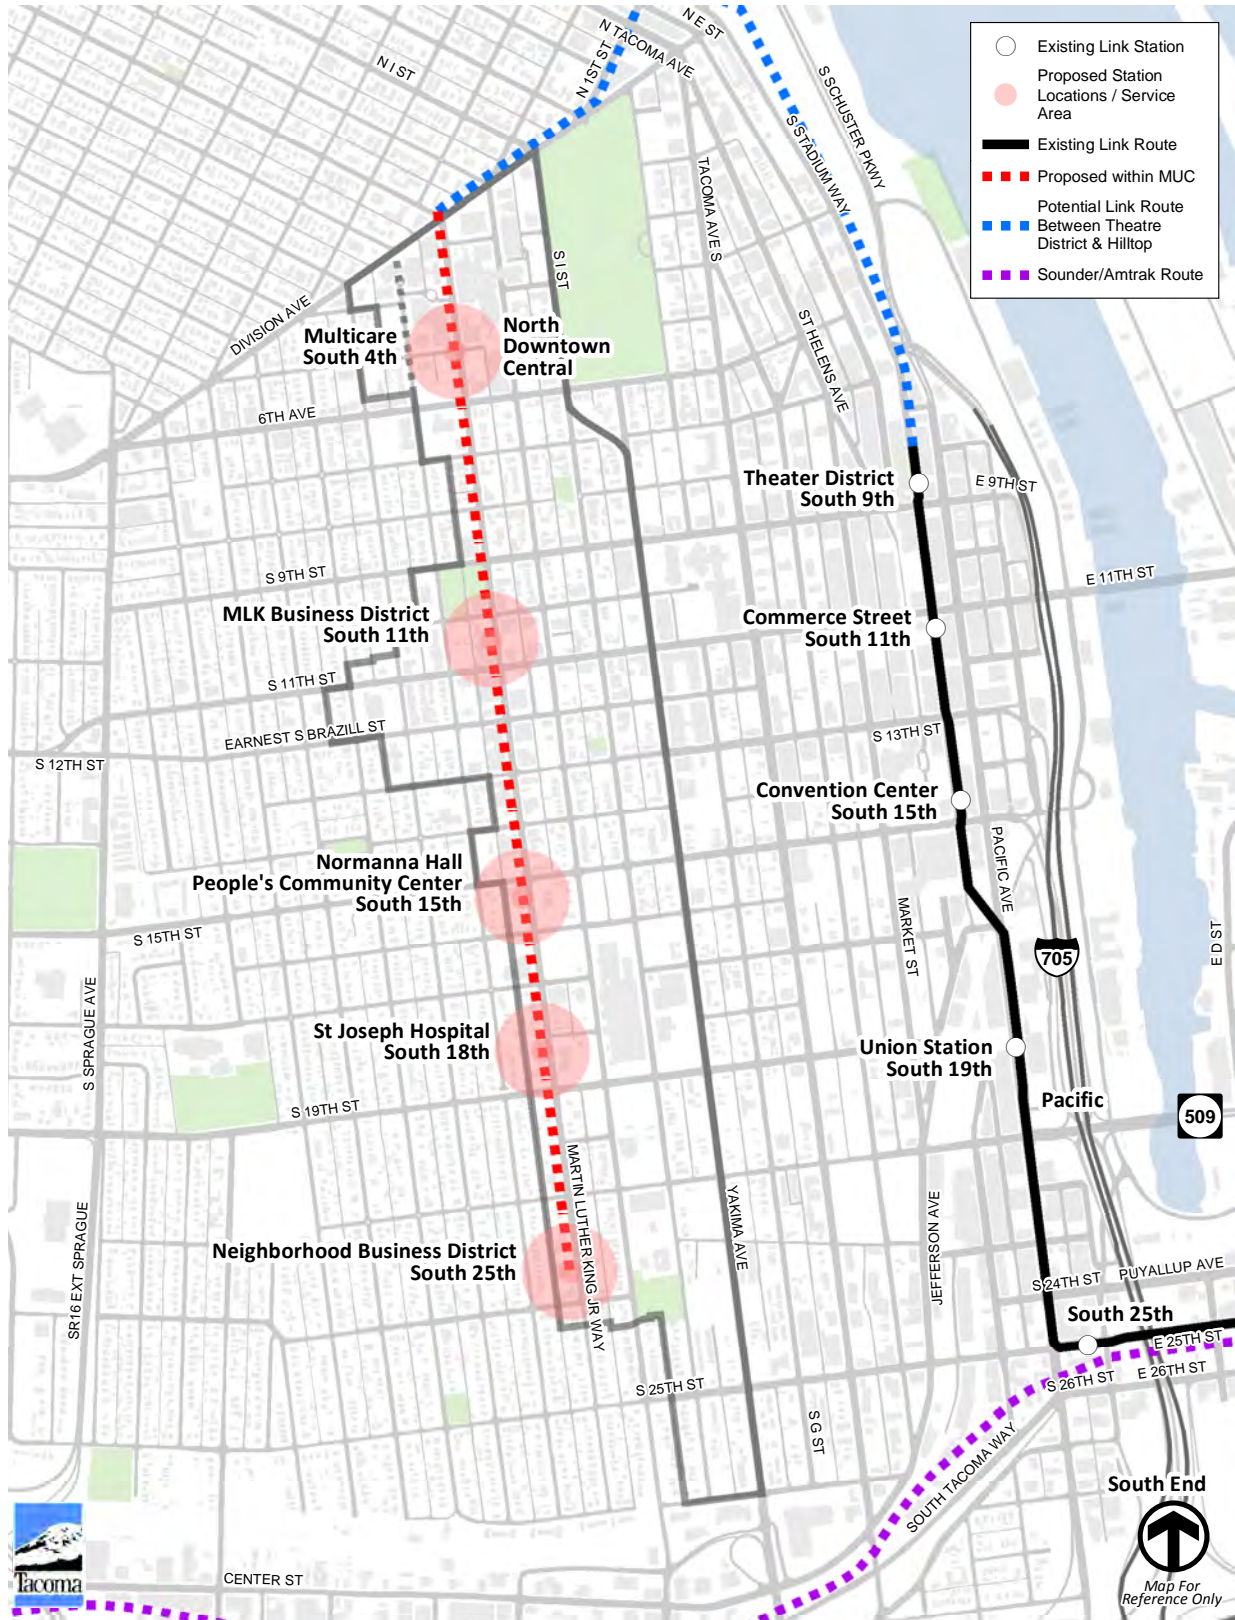 Existing Link Station
Proposed Station
Locations / Service
Area
Existing Link Route
Proposed within MUC
Potential Link Route
Between Theatre
District & Hilltop
Sounder/Amtrak Route
N E ST
N TACOMA AVE
N 1ST ST
N I ST
S SCHUSTER PKWY
S STADIUM WAY
TACOMA AVE S
S I ST
ST HELENS AVE
DIVISION AVE
Multicare
South 4th
North
Downtown
Central
6TH AVE
Theater District
South 9th
E 9TH ST
S 9TH ST
E 11TH ST
MLK Business District
South 11th
Commerce Street
South 11th
S 11TH ST
EARNEST S BRAZILL ST
S 13TH ST
S 12TH ST
Convention Center
South 15th
PACIFIC AVE
Normanna Hall
People's Community Center
South 15th
MARKET ST
S 15TH ST
705
E D ST
S SPRAGUE AVE
St Joseph Hospital
South 18th
Union Station
South 19th
Pacific
S 19TH ST
509
MARTIN LUTHER KING JR WAY
YAKIMA AVE
JEFFERSON AVE
SR16 EXT SPRAGUE
Neighborhood Business District
South 25th
S 24TH ST
PUYALLUP AVE
South 25th
E 25TH ST
S 26TH ST
E 26TH ST
S 25TH ST
S G ST
SOUTH TACOMA WAY
South End
Tacoma
CENTER ST
Map For
Reference Only